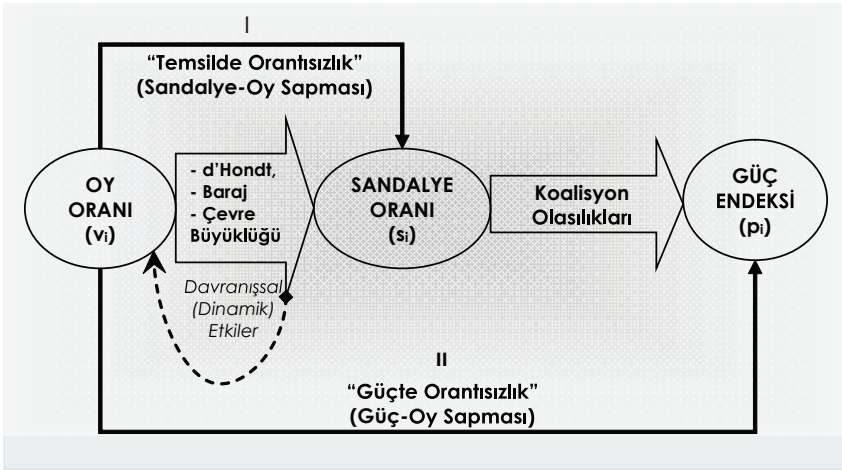 I
“Temsilde Orantısızlık”
(Sandalye-Oy Sapması)
OY
ORANI
(vi)
- d’Hondt,
- Baraj
- Çevre
Büyüklüğü
SANDALYE
ORANI
(si)
Koalisyon
Olasılıkları
GÜÇ
ENDEKSİ
(pi)
Davranışsal
(Dinamik)
Etkiler
II
“Güçte Orantısızlık”
(Güç-Oy Sapması)